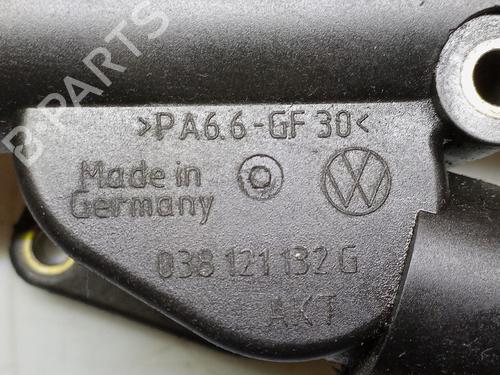 B-PARTS
>PA6.6-GF30<
Made in
Germany
038 121 132 G
AKT